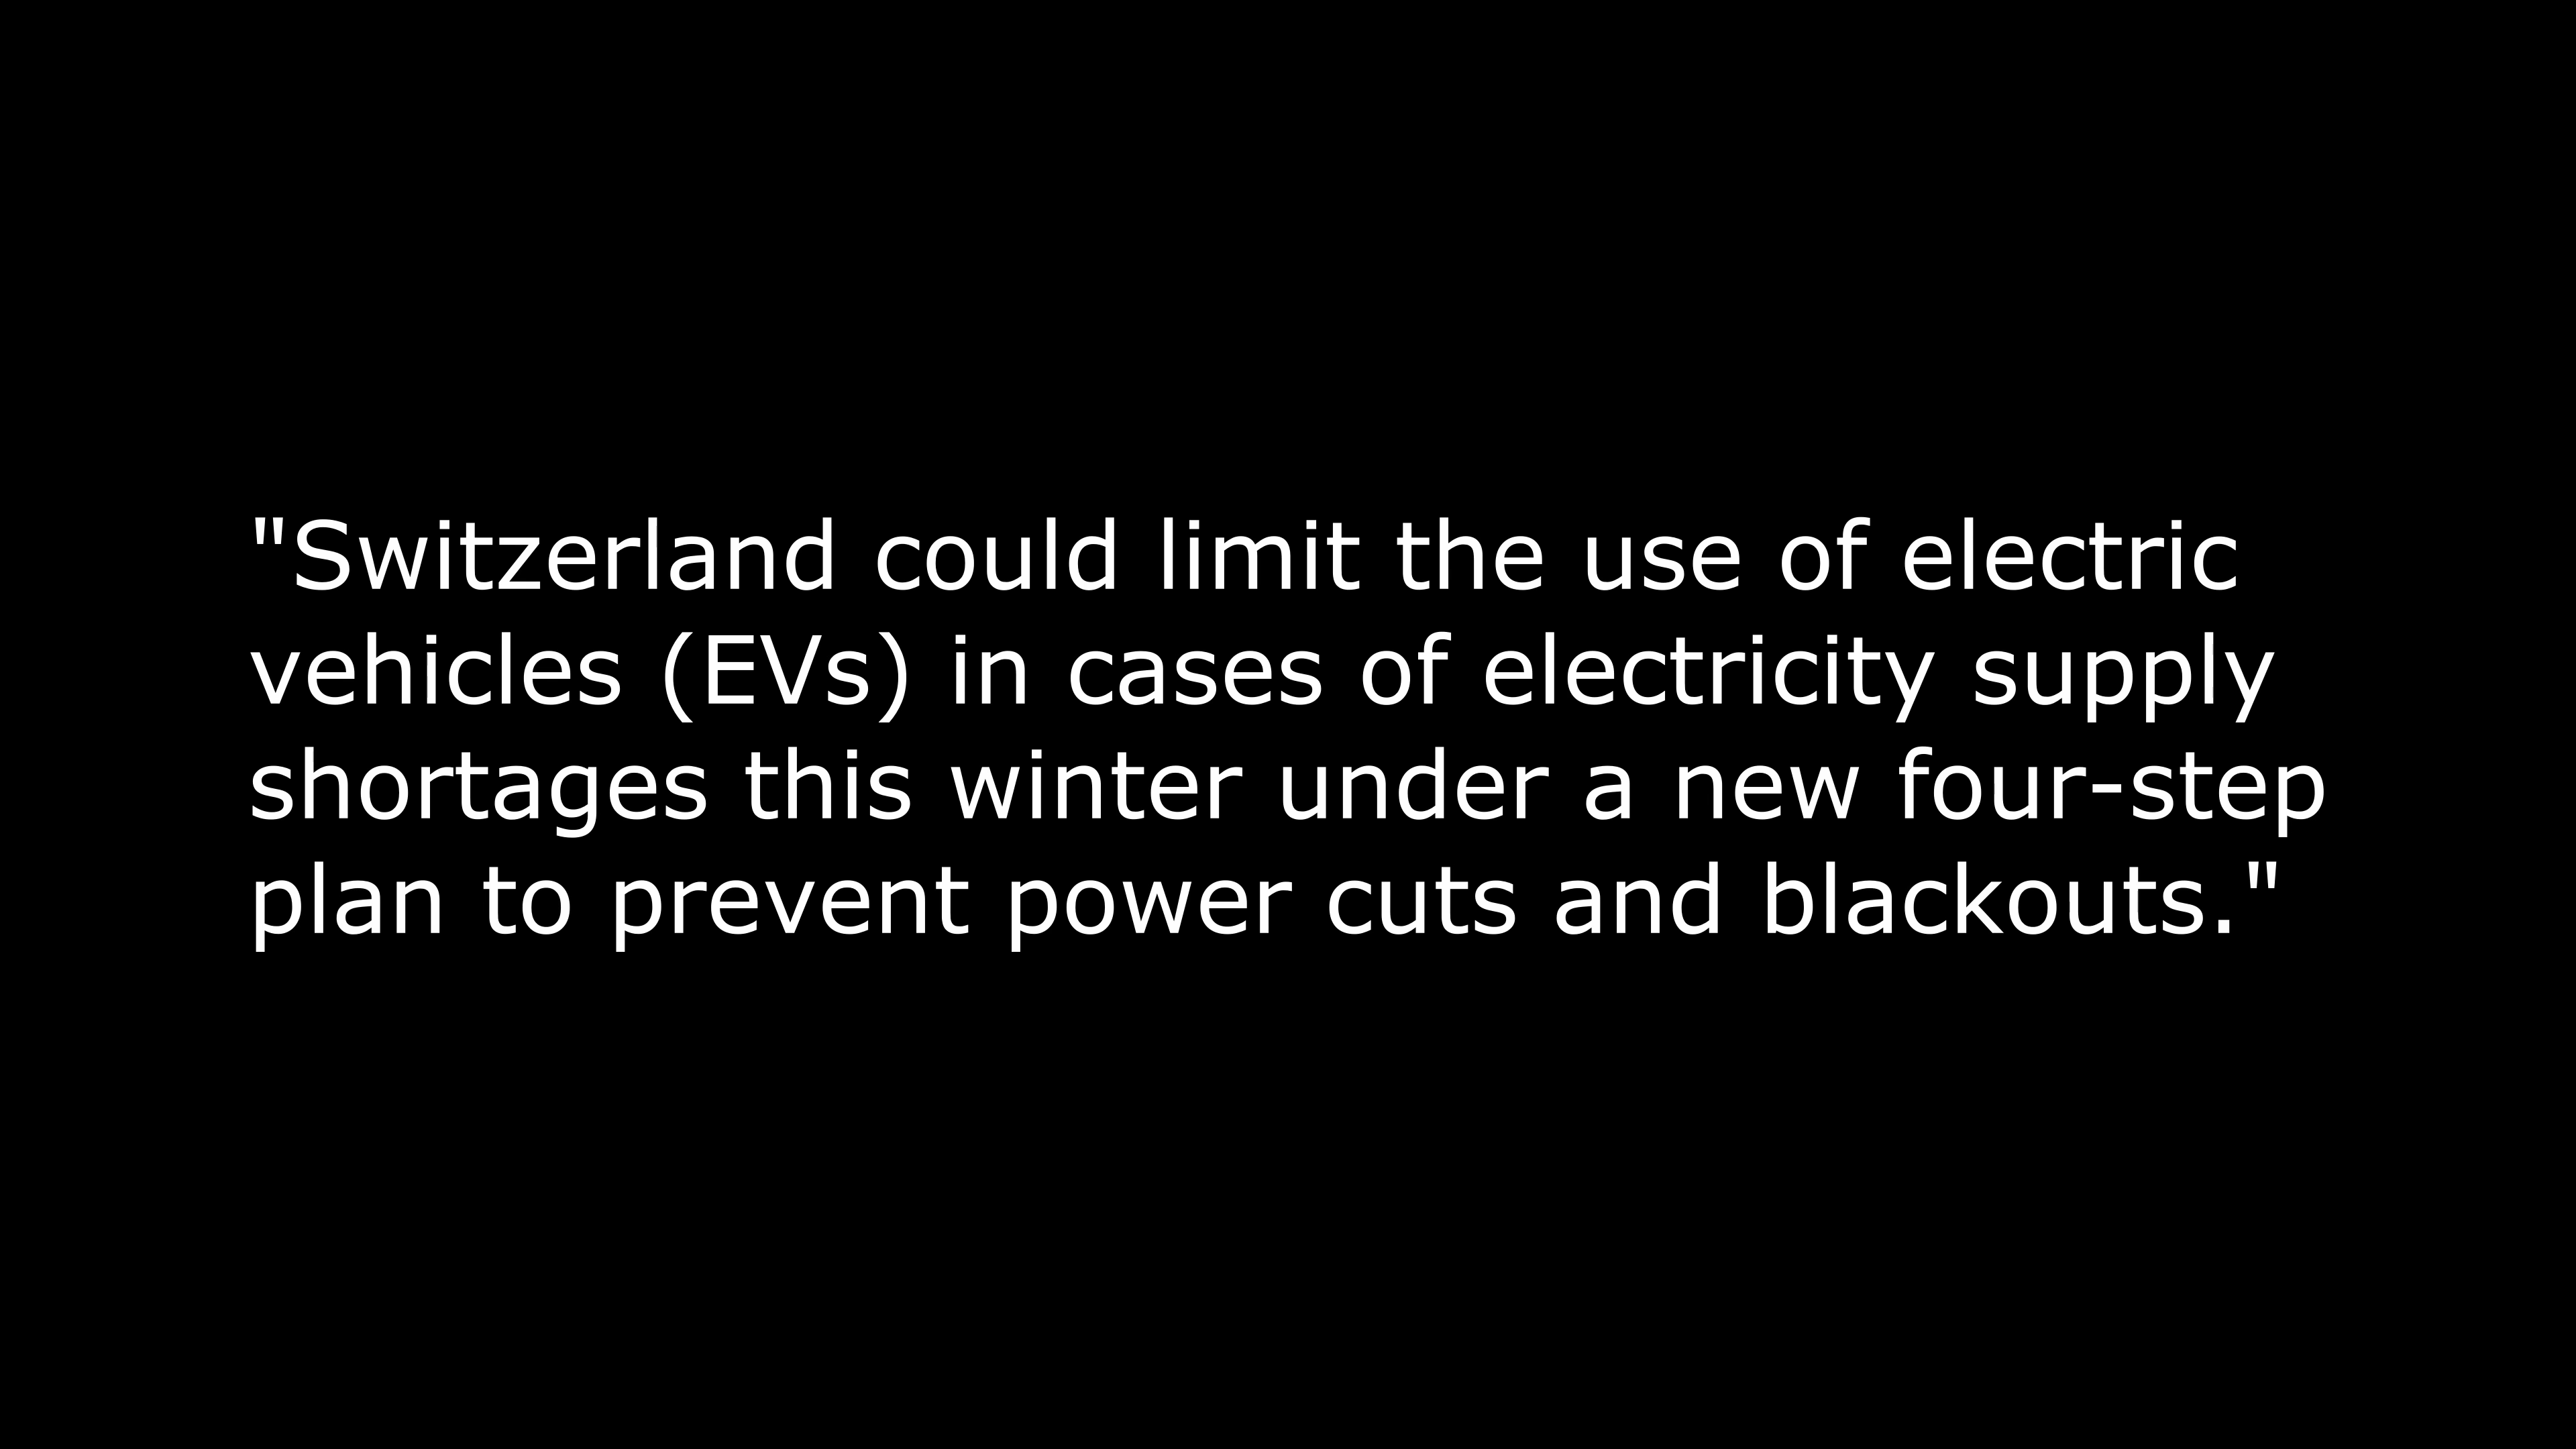 "Switzerland could limit the use of electric
vehicles (EVs) in cases of electricity supply
shortages this winter under a new four-step
plan to prevent power cuts and blackouts."